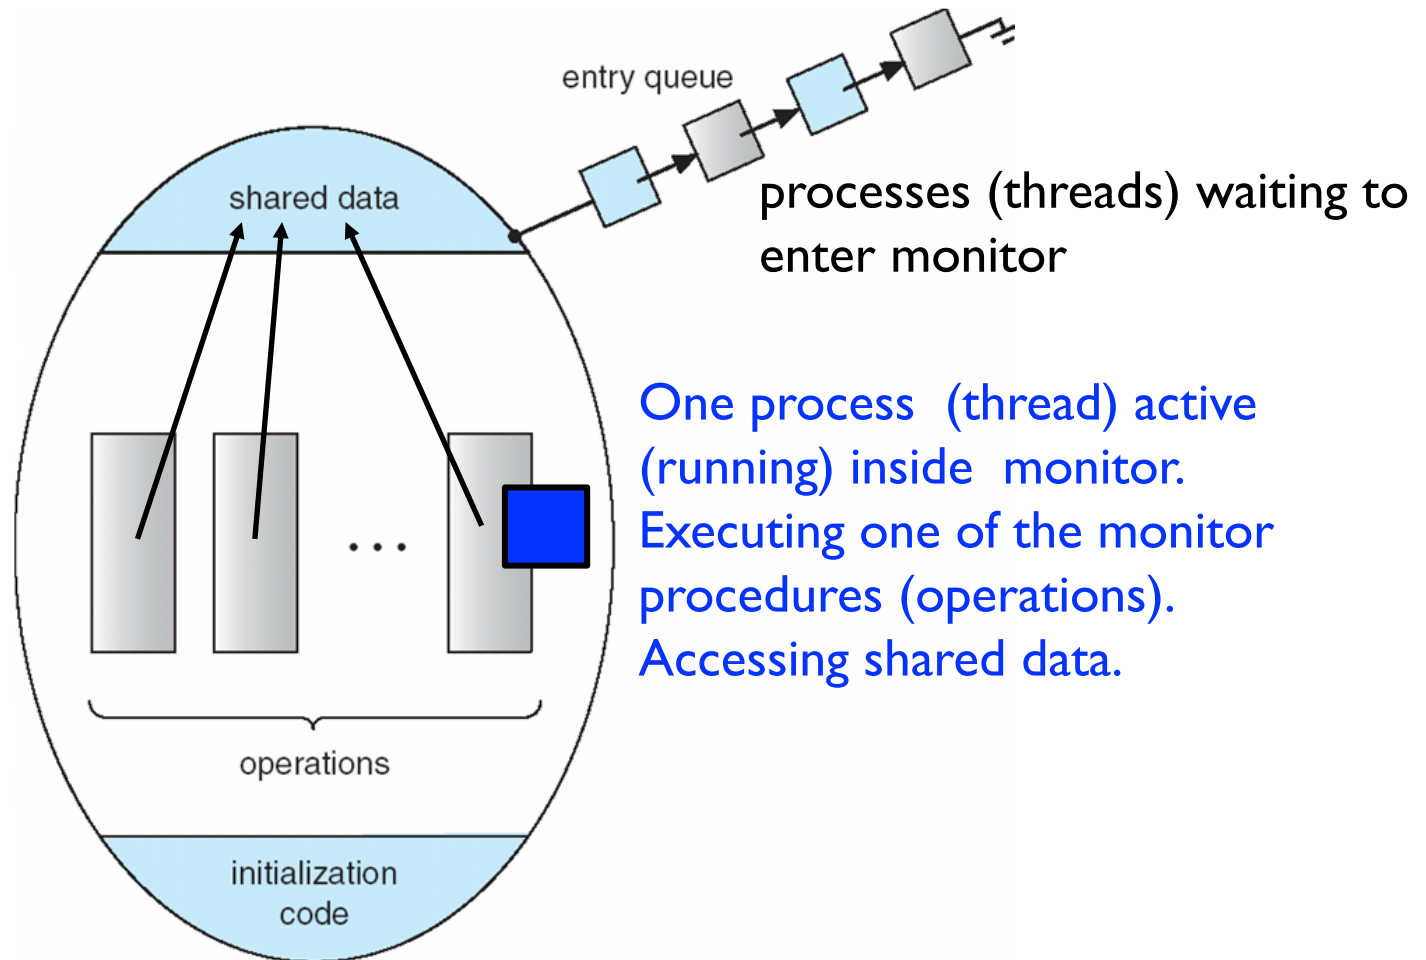 entry queue
shared data
processes (threads) waiting to
enter monitor
One process  (thread) active
(running) inside  monitor.
Executing one of the monitor
procedures (operations).
Accessing shared data.
...
operations
initialization
code